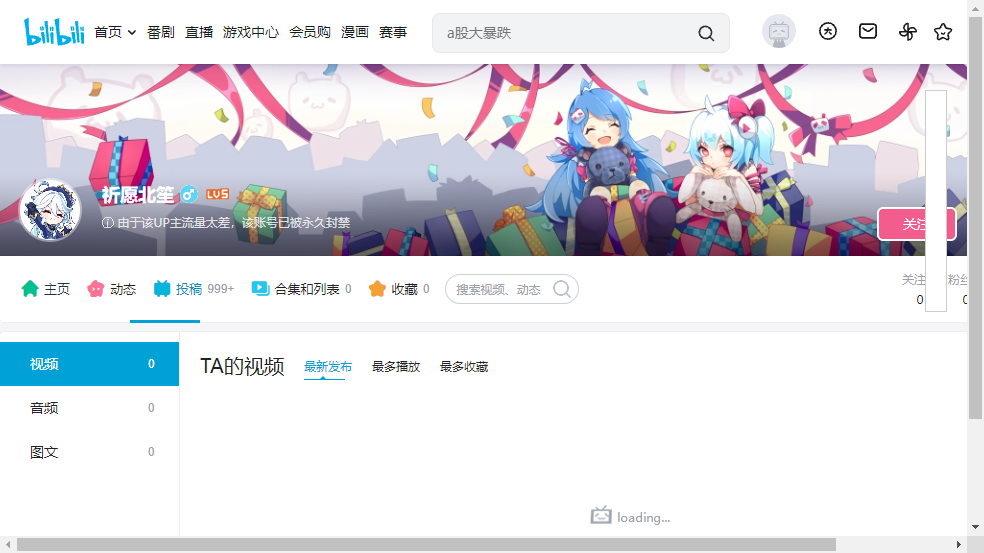 bilibili 首页 番剧 直播 游戏中心 会员购 漫画 赛事 a股大暴跌
祈愿北笙 LV5
由于该UP主流量太差，该账号已被永久封禁
关注
主页 动态 投稿 999+ 合集和列表 0 收藏 0 搜索视频、动态 关注 粉丝
0 0
视频 0
音频 0
图文 0
TA的视频 最新发布 最多播放 最多收藏
loading...